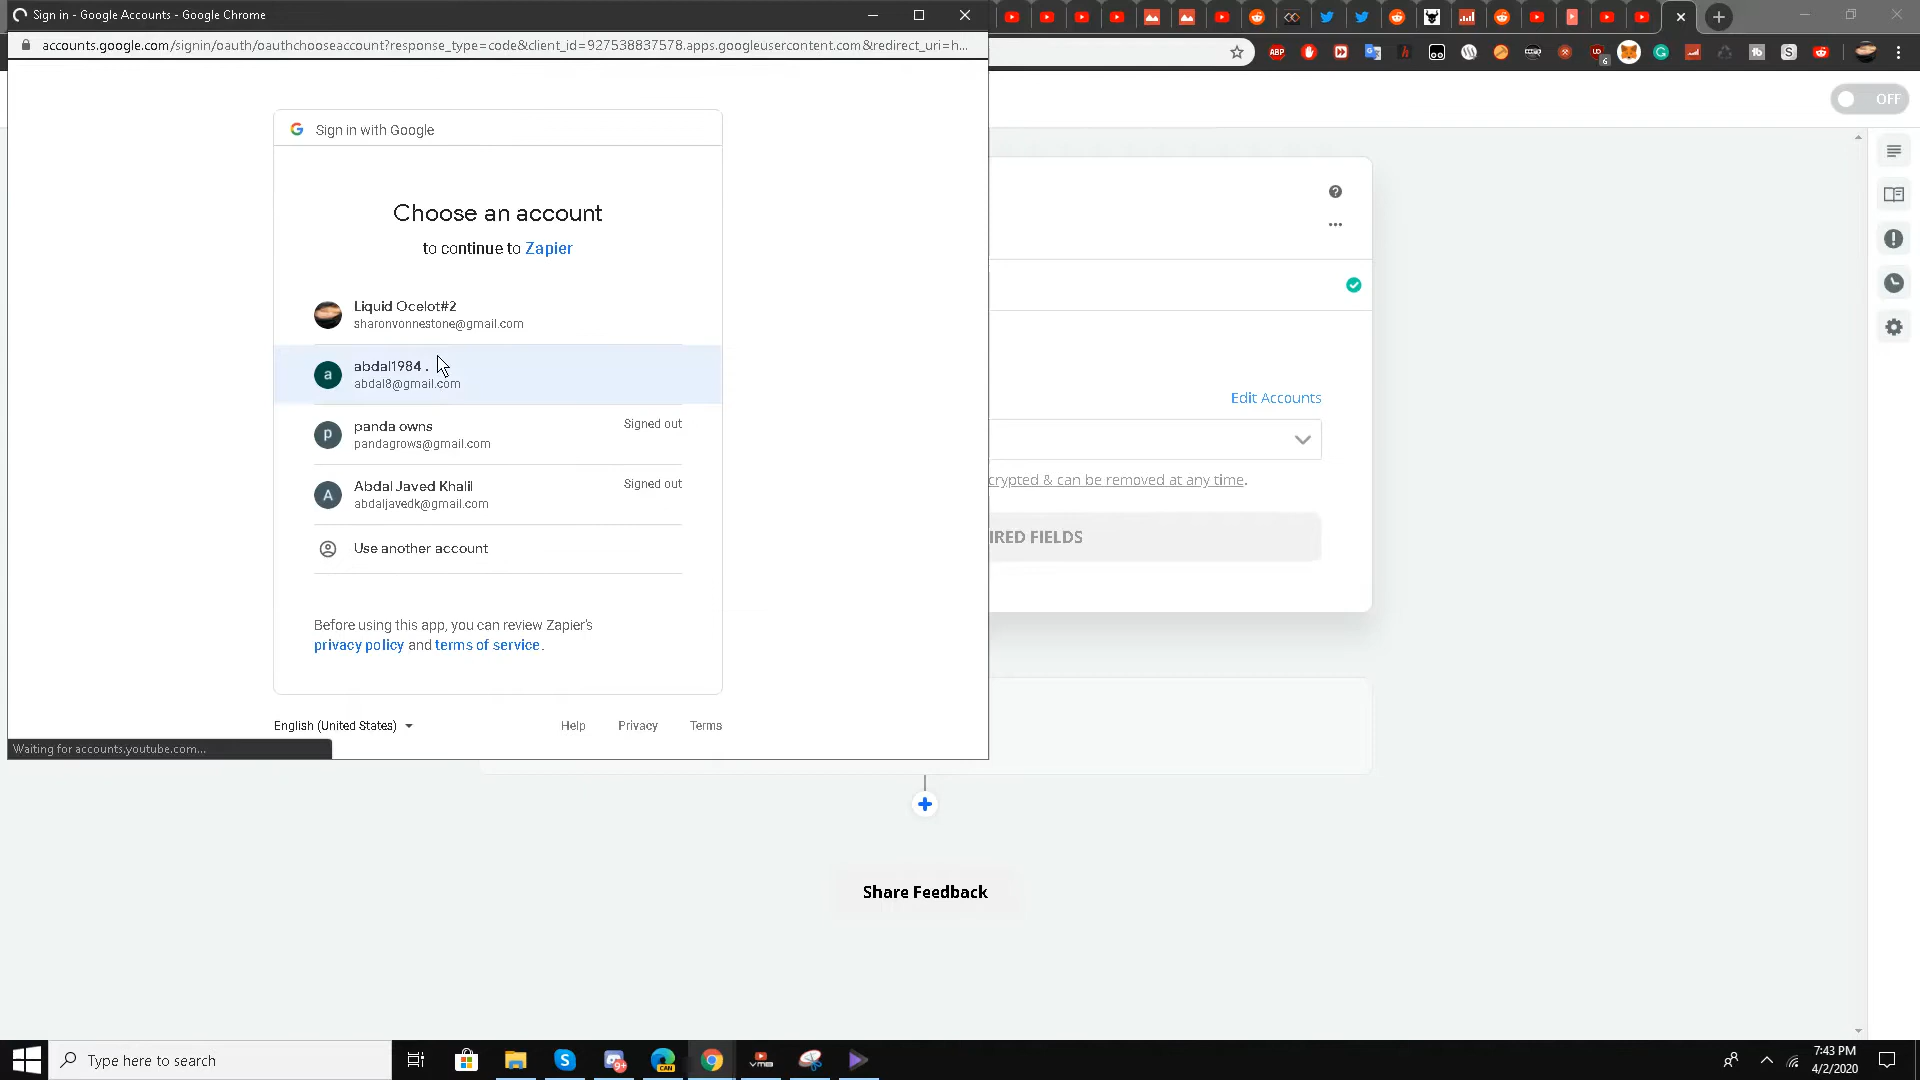 Sign in - Google Accounts - Google Chrome
accounts.google.com/signin/oauth/oauthchooseaccount?response_type=code&client_id=927538837578.apps.googleusercontent.com&redirect_uri=h...
Sign in with Google
Choose an account
to continue to Zapier
Liquid Ocelot#2
sharonvonnestone@gmail.com
abdal1984 .
abdal8@gmail.com
panda owns
Signed out
pandagrows@gmail.com
Abdal Javed Khalil
Signed out
abdaljavedk@gmail.com
Use another account
Before using this app, you can review Zapier's
privacy policy and terms of service.
English (United States)
Help
Privacy
Terms
Waiting for accounts.youtube.com...
OFF
Edit Accounts
crypted & can be removed at any time.
IRED FIELDS
Share Feedback
Type here to search
7:43 PM
4/2/2020